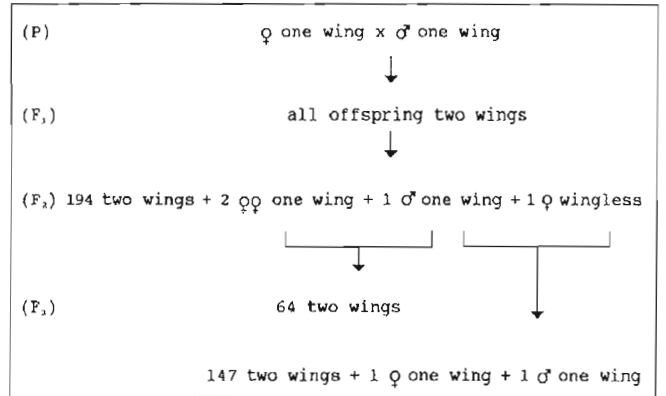 (P) ♀ one wing x ♂ one wing
(F₁) all offspring two wings
(F₂) 194 two wings + 2 ♀♀ one wing + 1 ♂ one wing + 1 ♀ wingless
(F₃) 64 two wings
147 two wings + 1 ♀ one wing + 1 ♂ one wing